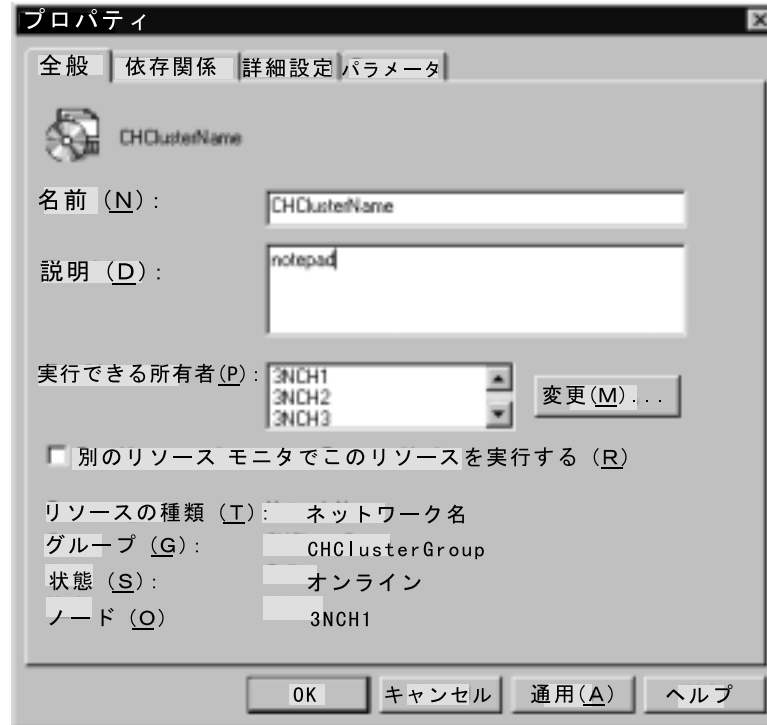 プロパティ
全般 依存関係 詳細設定 パラメータ
CHClusterName
名前 (N) : CHClusterName
説明 (D) : notepad
実行できる所有者(P) : 3NCH1
3NCH2
3NCH3
変更(M)...
別のリソース モニタでこのリソースを実行する (R)
リソースの種類 (T) : ネットワーク名
グループ (G) : CHClusterGroup
状態 (S) : オンライン
ノード (O) 3NCH1
OK キャンセル 通用(A) ヘルプ